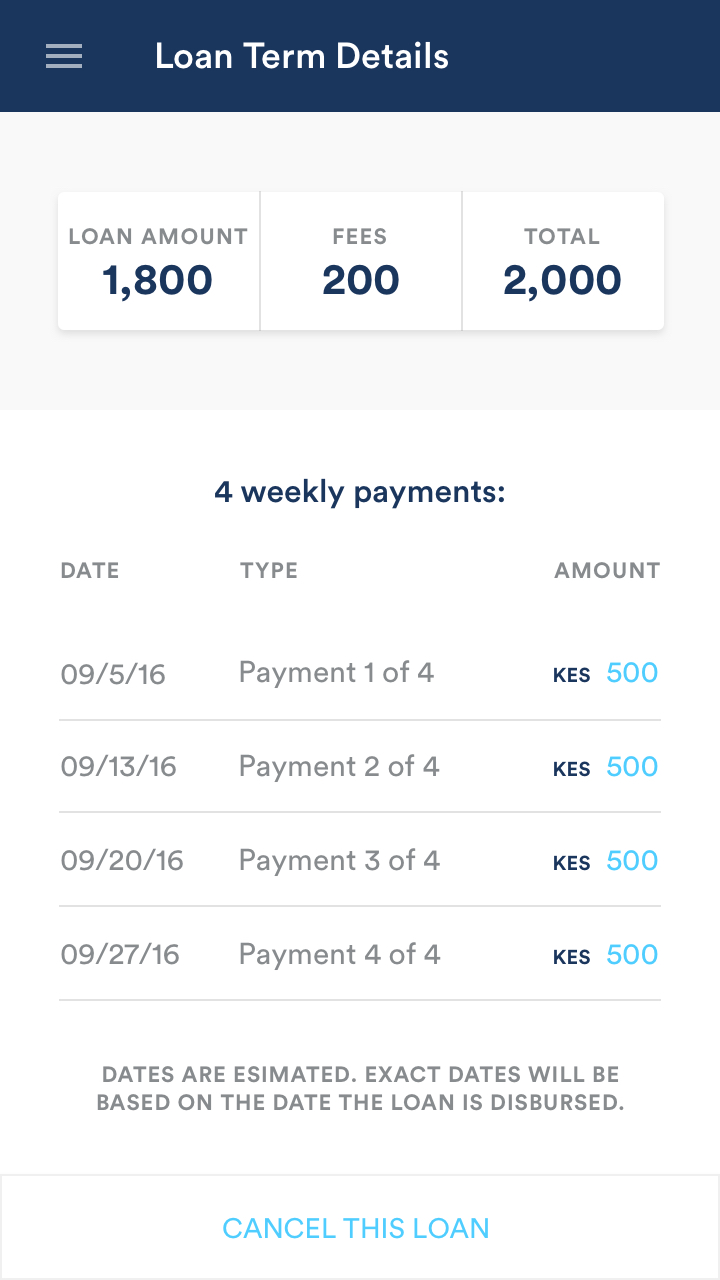 Loan Term Details
LOAN AMOUNT FEES TOTAL
1,800 200 2,000
4 weekly payments:
DATE TYPE AMOUNT
09/5/16 Payment 1 of 4 KES 500
09/13/16 Payment 2 of 4 KES 500
09/20/16 Payment 3 of 4 KES 500
09/27/16 Payment 4 of 4 KES 500
DATES ARE ESIMATED. EXACT DATES WILL BE
BASED ON THE DATE THE LOAN IS DISBURSED.
CANCEL THIS LOAN